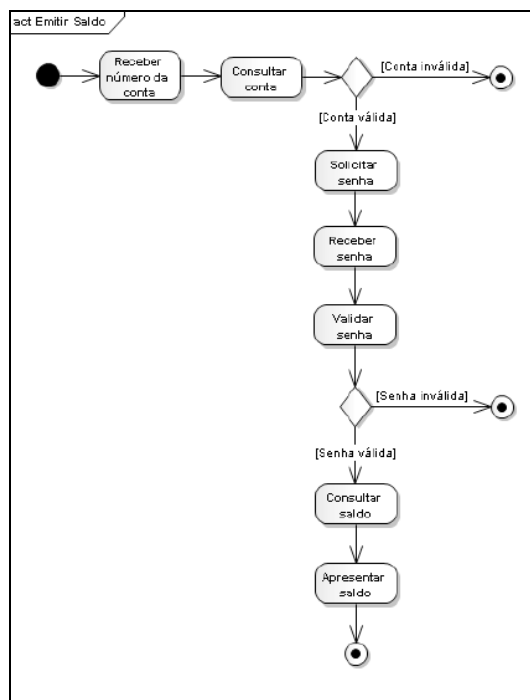 act Emitir Saldo
Receber
número da
conta
Consultar
conta
[Conta inválida]
[Conta válida]
Solicitar
senha
Receber
senha
Validar
senha
[Senha inválida]
[Senha válida]
Consultar
saldo
Apresentar
saldo